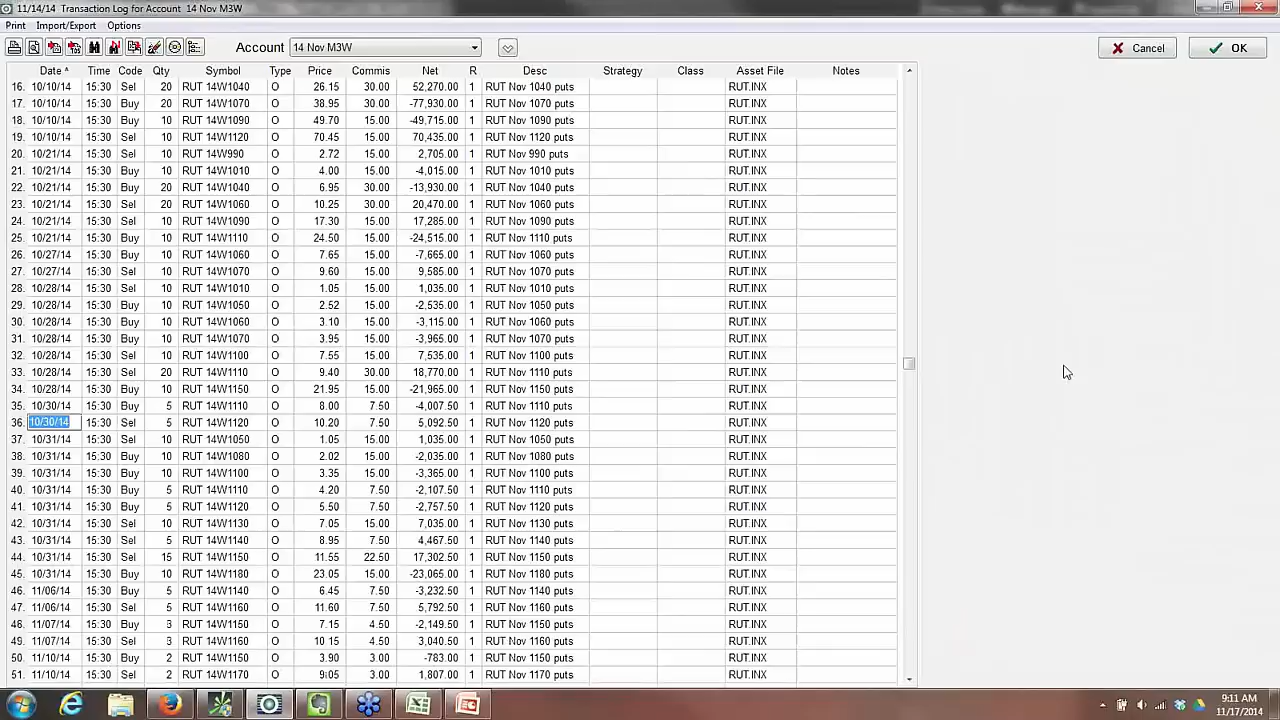 11/14/14 Transaction Log for Account 14 Nov M3W
Print Import/Export Options
Account 14 Nov M3W Cancel OK
Date Time Code Qty Symbol Type Price Commis Net R Desc Strategy Class Asset File Notes
16. 10/10/14 15:30 Sel 20 RUT 14W1040 O 26.15 30.00 52,270.00 1 RUT Nov 1040 puts RUT.INX
17. 10/10/14 15:30 Buy 20 RUT 14W1070 O 38.95 30.00 -77,930.00 1 RUT Nov 1070 puts RUT.INX
18. 10/10/14 15:30 Buy 10 RUT 14W1090 O 49.70 15.00 -49,715.00 1 RUT Nov 1090 puts RUT.INX
19. 10/10/14 15:30 Sel 10 RUT 14W1120 O 70.45 15.00 70,435.00 1 RUT Nov 1120 puts RUT.INX
20. 10/21/14 15:30 Sel 10 RUT 14W990 O 2.72 15.00 2,705.00 1 RUT Nov 990 puts RUT.INX
21. 10/21/14 15:30 Buy 10 RUT 14W1010 O 4.00 15.00 -4,015.00 1 RUT Nov 1010 puts RUT.INX
22. 10/21/14 15:30 Buy 20 RUT 14W1040 O 6.95 30.00 -13,930.00 1 RUT Nov 1040 puts RUT.INX
23. 10/21/14 15:30 Sel 20 RUT 14W1060 O 10.25 30.00 20,470.00 1 RUT Nov 1060 puts RUT.INX
24. 10/21/14 15:30 Sel 10 RUT 14W1090 O 17.30 15.00 17,285.00 1 RUT Nov 1090 puts RUT.INX
25. 10/21/14 15:30 Buy 10 RUT 14W1110 O 24.50 15.00 -24,515.00 1 RUT Nov 1110 puts RUT.INX
26. 10/27/14 15:30 Buy 10 RUT 14W1060 O 7.65 15.00 -7,665.00 1 RUT Nov 1060 puts RUT.INX
27. 10/27/14 15:30 Sel 10 RUT 14W1070 O 9.60 15.00 9,585.00 1 RUT Nov 1070 puts RUT.INX
28. 10/28/14 15:30 Sel 10 RUT 14W1010 O 1.05 15.00 1,035.00 1 RUT Nov 1010 puts RUT.INX
29. 10/28/14 15:30 Buy 10 RUT 14W1050 O 2.52 15.00 -2,535.00 1 RUT Nov 1050 puts RUT.INX
30. 10/28/14 15:30 Buy 10 RUT 14W1060 O 3.10 15.00 -3,115.00 1 RUT Nov 1060 puts RUT.INX
31. 10/28/14 15:30 Buy 10 RUT 14W1070 O 3.95 15.00 -3,965.00 1 RUT Nov 1070 puts RUT.INX
32. 10/28/14 15:30 Sel 10 RUT 14W1100 O 7.55 15.00 7,535.00 1 RUT Nov 1100 puts RUT.INX
33. 10/28/14 15:30 Sel 20 RUT 14W1110 O 9.40 30.00 18,770.00 1 RUT Nov 1110 puts RUT.INX
34. 10/28/14 15:30 Buy 10 RUT 14W1150 O 21.95 15.00 -21,965.00 1 RUT Nov 1150 puts RUT.INX
35. 10/30/14 15:30 Buy 5 RUT 14W1110 O 8.00 7.50 -4,007.50 1 RUT Nov 1110 puts RUT.INX
36. 10/30/14 15:30 Sel 5 RUT 14W1120 O 10.20 7.50 5,092.50 1 RUT Nov 1120 puts RUT.INX
37. 10/31/14 15:30 Sel 10 RUT 14W1050 O 1.05 15.00 1,035.00 1 RUT Nov 1050 puts RUT.INX
38. 10/31/14 15:30 Buy 10 RUT 14W1080 O 2.02 15.00 -2,035.00 1 RUT Nov 1080 puts RUT.INX
39. 10/31/14 15:30 Buy 10 RUT 14W1100 O 3.35 15.00 -3,365.00 1 RUT Nov 1100 puts RUT.INX
40. 10/31/14 15:30 Buy 5 RUT 14W1110 O 4.20 7.50 -2,107.50 1 RUT Nov 1110 puts RUT.INX
41. 10/31/14 15:30 Buy 5 RUT 14W1120 O 5.50 7.50 -2,757.50 1 RUT Nov 1120 puts RUT.INX
42. 10/31/14 15:30 Sel 10 RUT 14W1130 O 7.05 15.00 7,035.00 1 RUT Nov 1130 puts RUT.INX
43. 10/31/14 15:30 Sel 5 RUT 14W1140 O 8.95 7.50 4,467.50 1 RUT Nov 1140 puts RUT.INX
44. 10/31/14 15:30 Sel 15 RUT 14W1150 O 11.55 22.50 17,302.50 1 RUT Nov 1150 puts RUT.INX
45. 10/31/14 15:30 Buy 10 RUT 14W1180 O 23.05 15.00 -23,065.00 1 RUT Nov 1180 puts RUT.INX
46. 11/06/14 15:30 Buy 5 RUT 14W1140 O 6.45 7.50 -3,232.50 1 RUT Nov 1140 puts RUT.INX
47. 11/06/14 15:30 Sel 5 RUT 14W1160 O 11.60 7.50 5,792.50 1 RUT Nov 1160 puts RUT.INX
48. 11/07/14 15:30 Buy 3 RUT 14W1150 O 7.15 4.50 -2,149.50 1 RUT Nov 1150 puts RUT.INX
49. 11/07/14 15:30 Sel 3 RUT 14W1160 O 10.15 4.50 3,040.50 1 RUT Nov 1160 puts RUT.INX
50. 11/10/14 15:30 Buy 2 RUT 14W1150 O 3.90 3.00 -783.00 1 RUT Nov 1150 puts RUT.INX
51. 11/10/14 15:30 Sel 2 RUT 14W1170 O 9.05 3.00 1,807.00 1 RUT Nov 1170 puts RUT.INX
9:11 AM
11/17/2014